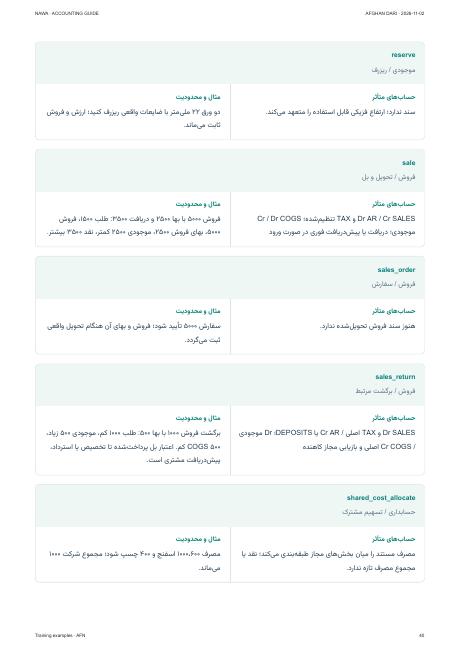 NAWA · ACCOUNTING GUIDE
AFGHAN DARI · 2026-11-02
reserve
موجودی / ریزرف
حساب‌های متأثر
سند ندارد؛ ارتفاع فزیکی قابل استفاده را متعهد می‌کند.
مثال و محدودیت
دو ورق ۲۲ ملی‌متر با ضایعات واقعی ریزرف کنید؛ ارزش و فروش
ثابت می‌ماند.
sale
فروش / تحویل و بل
حساب‌های متأثر
Dr AR / Cr SALES و TAX تنظیم‌شده؛ Cr / Dr COGS
موجودی؛ دریافت یا پیش‌دریافت فوری در صورت ورود
مثال و محدودیت
فروش ۵۰۰۰ با بها ۲۵۰۰ و دریافت ۳۵۰۰: طلب ۱۵۰۰، فروش
۵۰۰۰، بهای فروش ۲۵۰۰، موجودی ۲۵۰۰ کمتر، نقد ۳۵۰۰ بیشتر.
sales_order
فروش / سفارش
حساب‌های متأثر
هنوز سند فروش تحویل‌شده ندارد.
مثال و محدودیت
سفارش ۵۰۰۰ تأیید شود؛ فروش و بهای آن هنگام تحویل واقعی
ثبت می‌گردد.
sales_return
فروش / برگشت مرتبط
حساب‌های متأثر
Dr SALES و TAX اصلی / Cr AR یا DEPOSITS؛ Dr موجودی
/ Cr COGS اصلی و بازیابی مجاز کاهنده
مثال و محدودیت
برگشت فروش ۱۰۰۰ با بها ۵۰۰: طلب ۱۰۰۰ کم، موجودی ۵۰۰ زیاد،
COGS ۵۰۰ کم. اعتبار بل پرداخت‌شده تا تخصیص یا استرداد،
پیش‌دریافت مشتری است.
shared_cost_allocate
حسابداری / تسهیم مشترک
حساب‌های متأثر
مصرف مستند را میان بخش‌های مجاز طبقه‌بندی می‌کند؛ نقد یا
مجموع مصرف تازه ندارد.
مثال و محدودیت
مصرف ۱۰۰۰، ۶۰۰ اسفنج و ۴۰۰ چسپ شود؛ مجموع شرکت ۱۰۰۰
می‌ماند.
Training examples · AFN